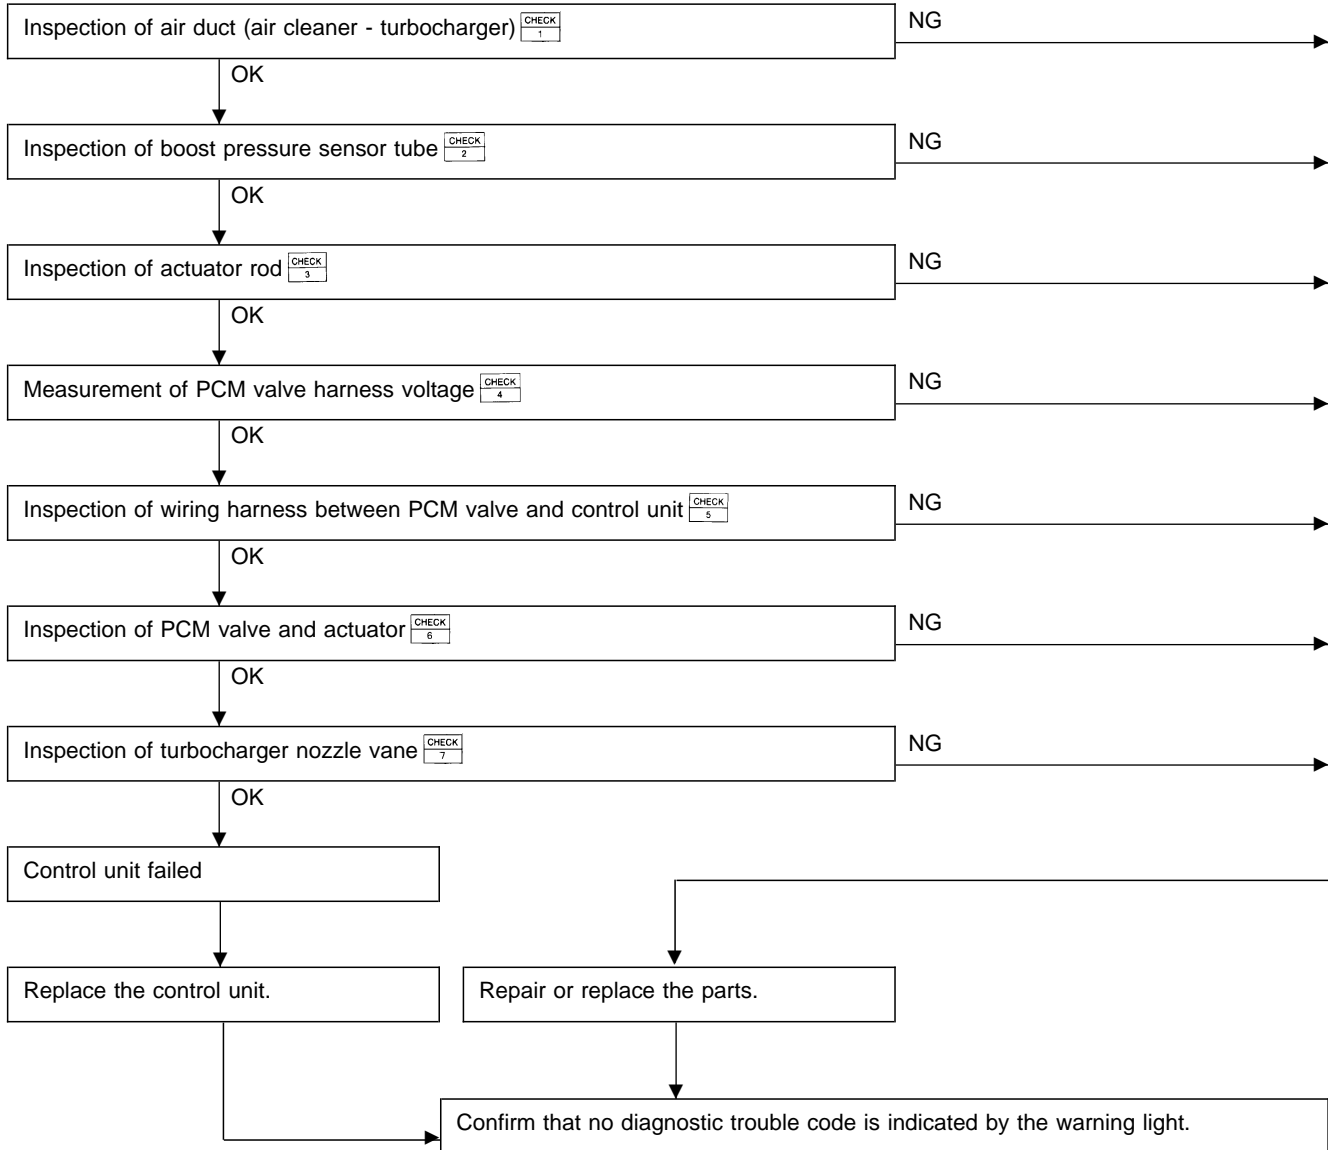 Inspection of air duct (air cleaner - turbocharger) CHECK 1
NG
OK
Inspection of boost pressure sensor tube CHECK 2
NG
OK
Inspection of actuator rod CHECK 3
NG
OK
Measurement of PCM valve harness voltage CHECK 4
NG
OK
Inspection of wiring harness between PCM valve and control unit CHECK 5
NG
OK
Inspection of PCM valve and actuator CHECK 6
NG
OK
Inspection of turbocharger nozzle vane CHECK 7
NG
OK
Control unit failed
Replace the control unit.
Repair or replace the parts.
Confirm that no diagnostic trouble code is indicated by the warning light.